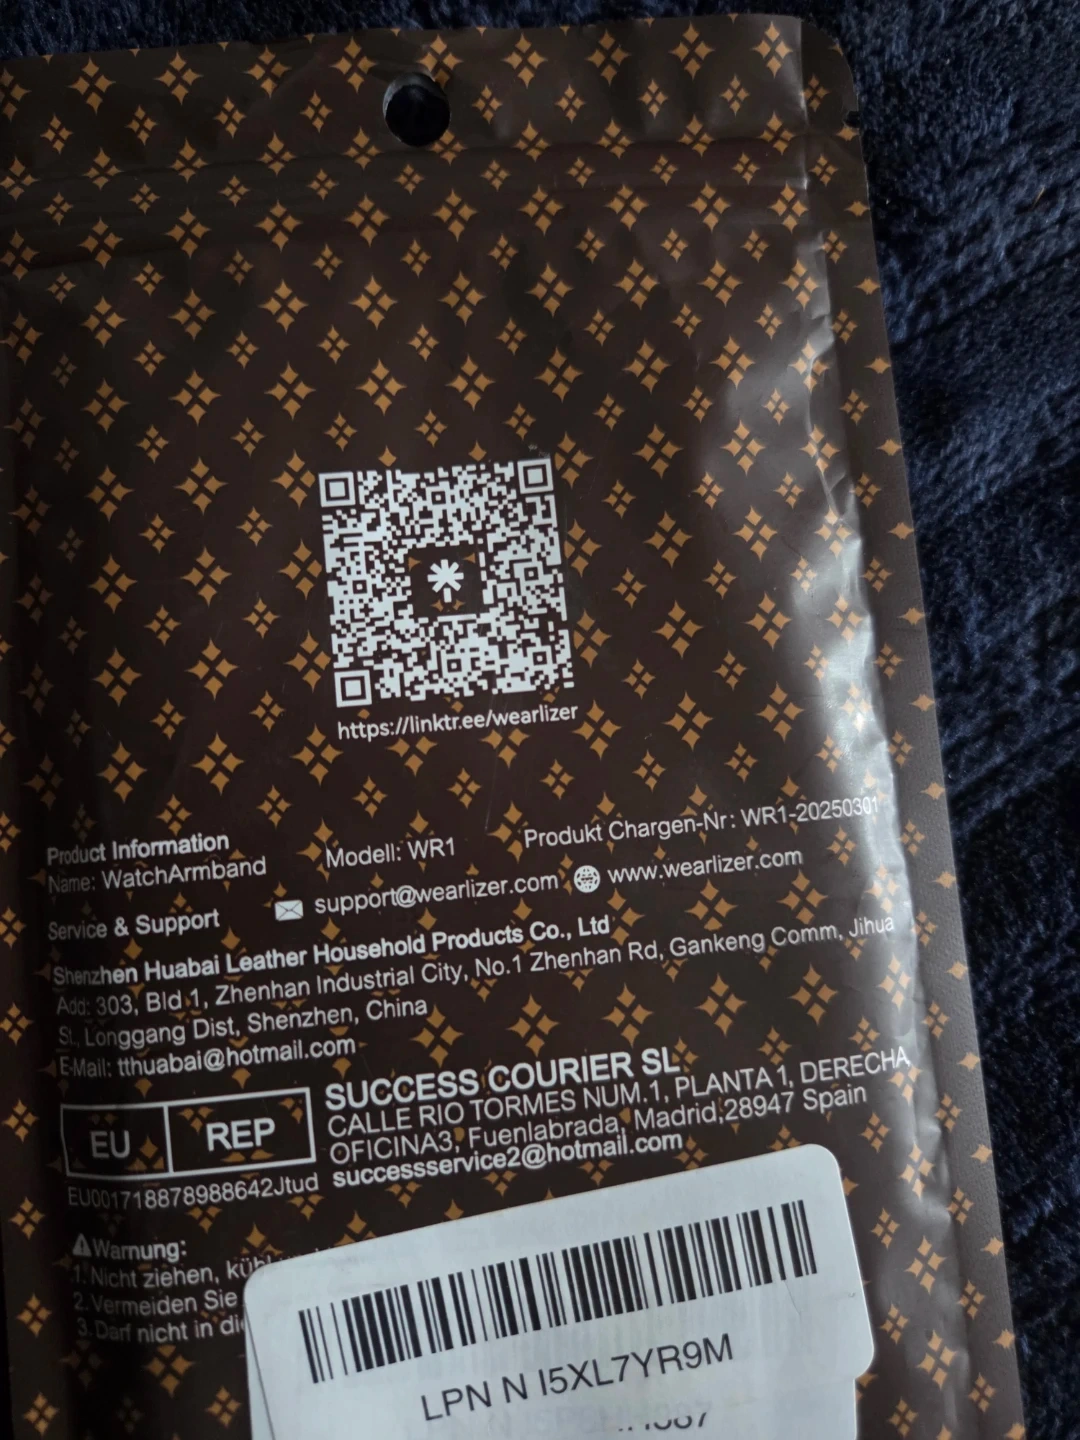 https://linktr.ee/wearlizer
Product Information
Name: WatchArmband
Modell: WR1
Produkt Chargen-Nr: WR1-20250301
Service & Support
support@wearlizer.com
www.wearlizer.com
Shenzhen Huabai Leather Household Products Co., Ltd
Add: 303, Bld 1, Zhenhan Industrial City, No.1 Zhenhan Rd, Gankeng Comm, Jihua
St, Longgang Dist, Shenzhen, China
E-Mail: tthuabai@hotmail.com
EU REP
SUCCESS COURIER SL
CALLE RIO TORMES NUM.1, PLANTA 1, DERECHA,
OFICINA3, Fuenlabrada, Madrid,28947 Spain
successservice2@hotmail.com
EU001718878988642Jtud
Warnung:
1. Nicht ziehen,
2. Vermeiden Sie
3. Darf nicht in
LPN N I5XL7YR9M